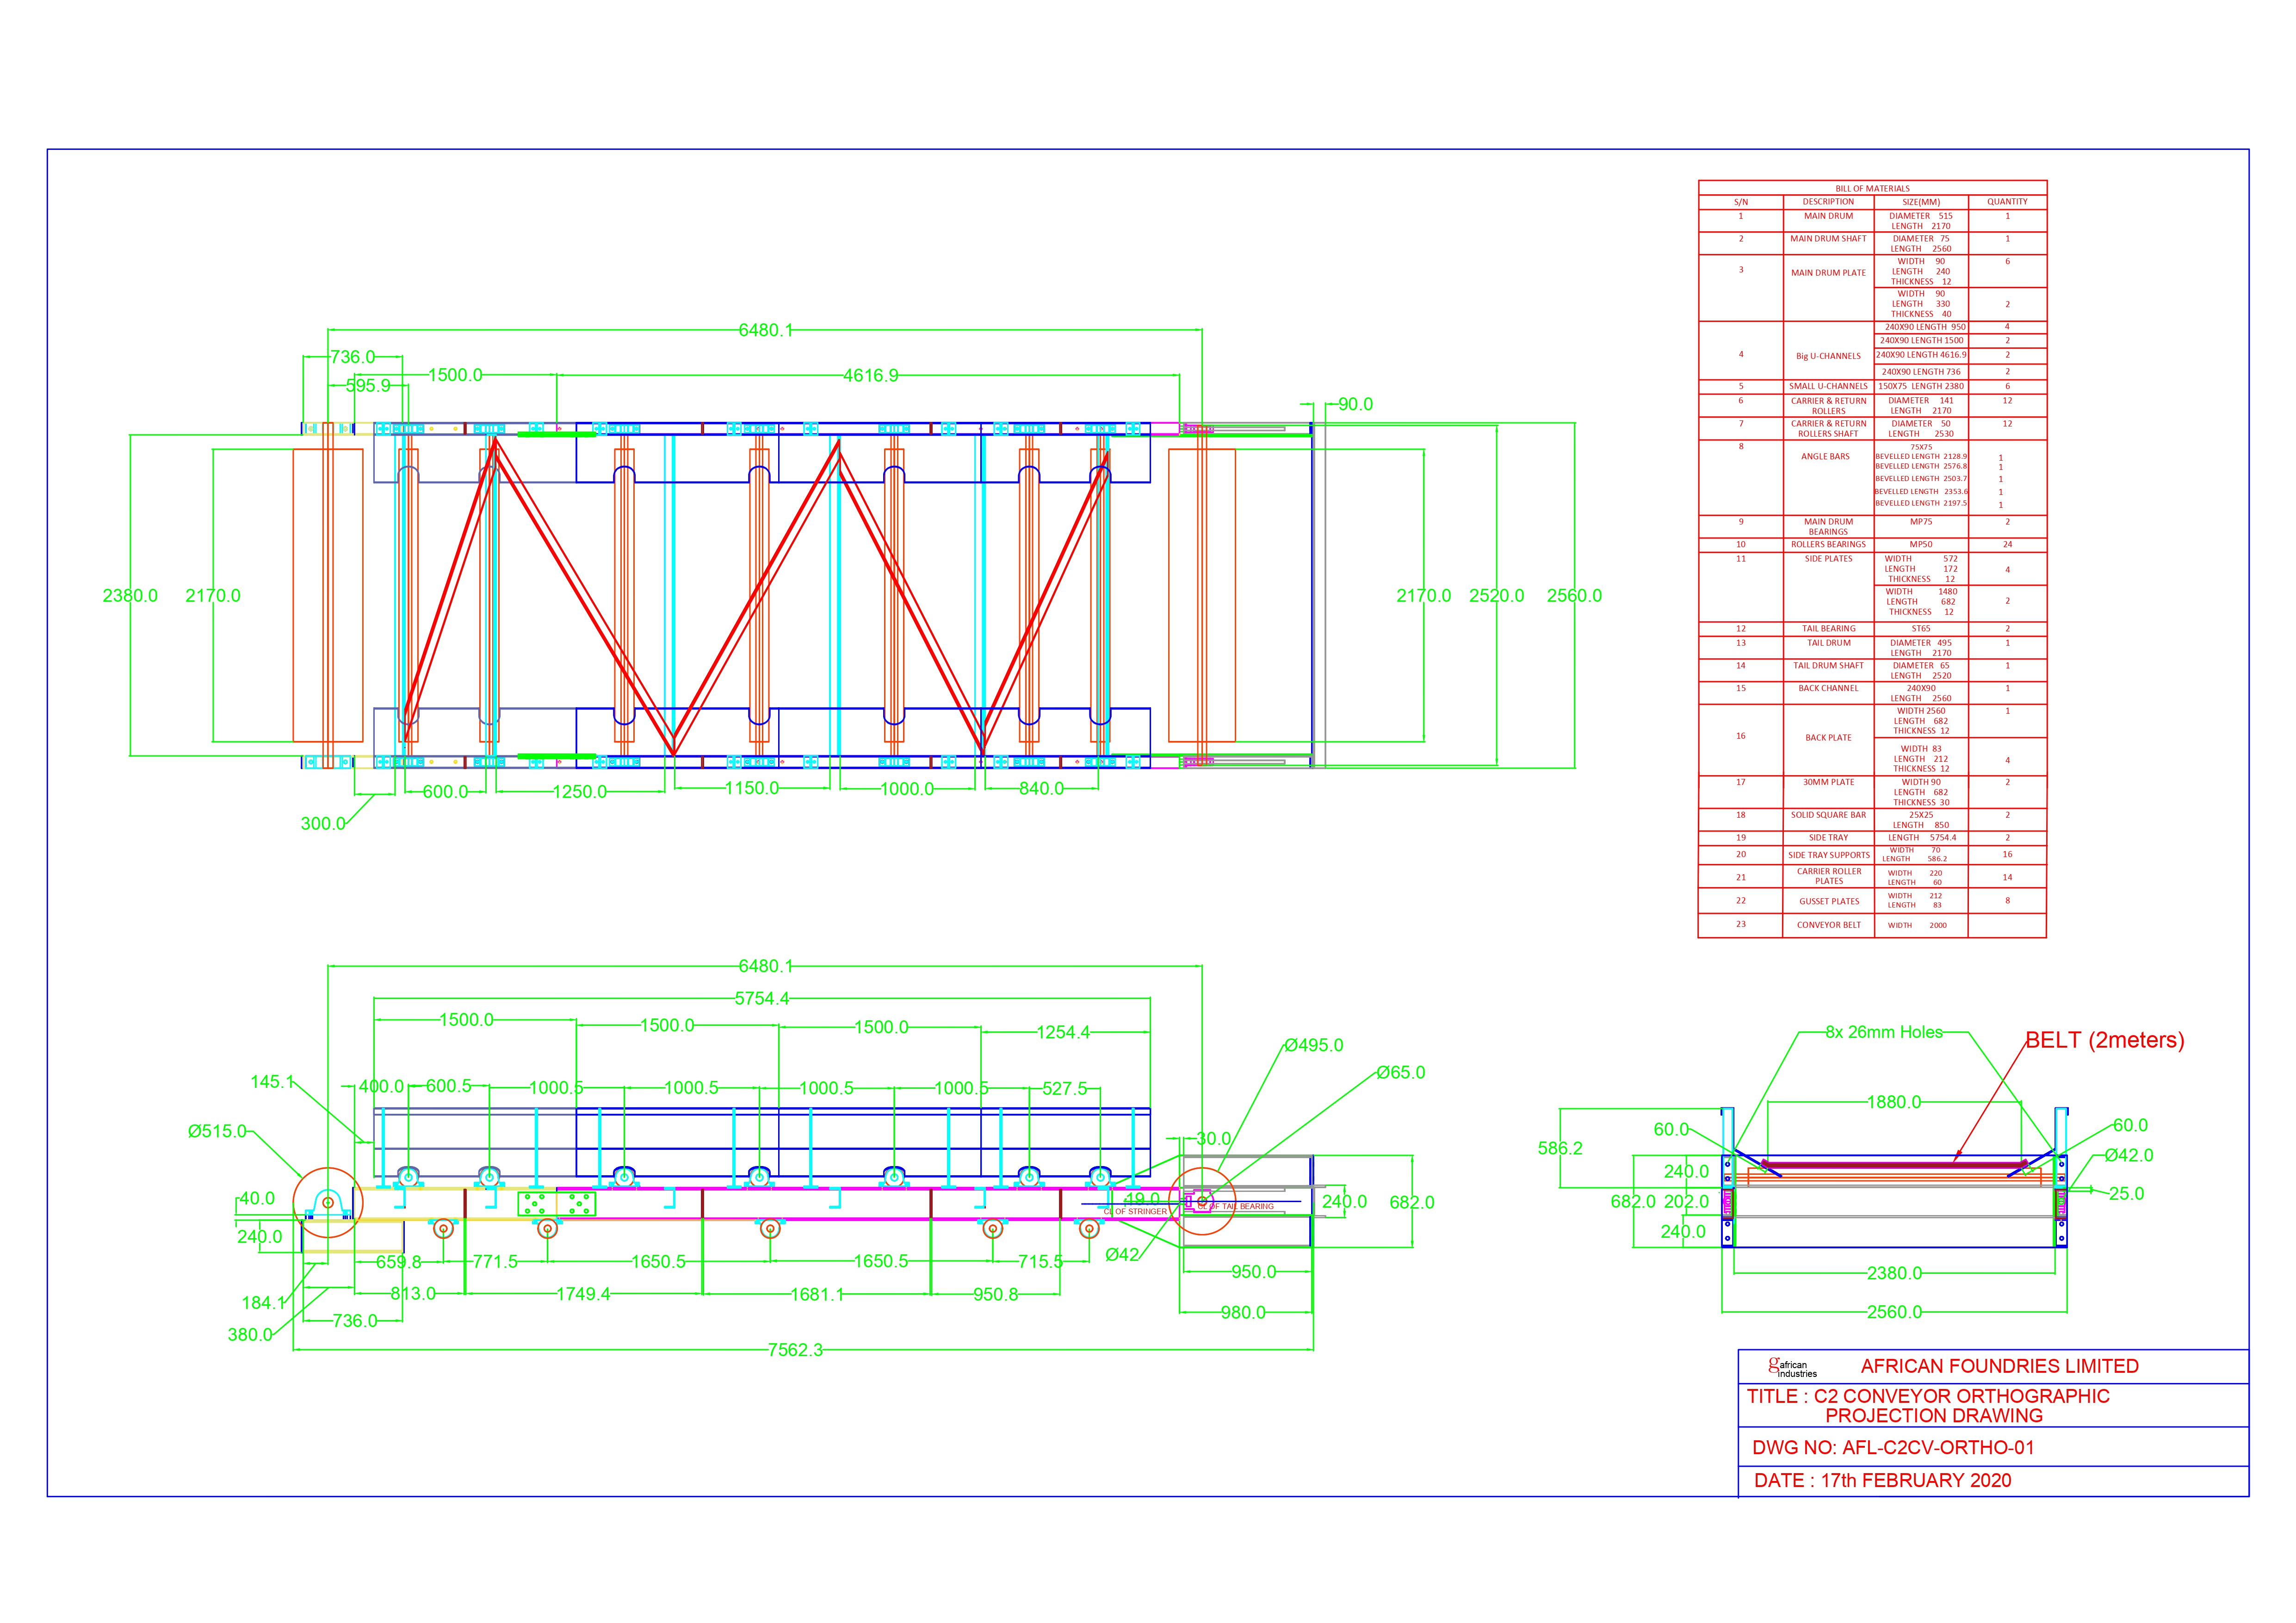 BILL OF MATERIALS
S/N DESCRIPTION SIZE(MM) QUANTITY
1 MAIN DRUM DIAMETER 515 1
LENGTH 2170
2 MAIN DRUM SHAFT DIAMETER 75 1
LENGTH 2560
3 MAIN DRUM PLATE WIDTH 90 6
LENGTH 240
THICKNESS 12
WIDTH 90
LENGTH 330 2
THICKNESS 40
4 Big U-CHANNELS 240X90 LENGTH 950 4
240X90 LENGTH 1500 2
240X90 LENGTH 4616.9 2
240X90 LENGTH 736 2
5 SMALL U-CHANNELS 150X75 LENGTH 2380 6
6 CARRIER & RETURN DIAMETER 141 12
ROLLERS LENGTH 2170
7 CARRIER & RETURN DIAMETER 50 12
ROLLERS SHAFT LENGTH 2530
8 ANGLE BARS 75X75
BEVELLED LENGTH 2128.9 1
BEVELLED LENGTH 2576.8 1
BEVELLED LENGTH 2503.7 1
BEVELLED LENGTH 2353.6 1
BEVELLED LENGTH 2197.5 1
9 MAIN DRUM MP75 2
BEARINGS
10 ROLLERS BEARINGS MP50 24
11 SIDE PLATES WIDTH 572
LENGTH 172 4
THICKNESS 12
WIDTH 1480
LENGTH 682 2
THICKNESS 12
12 TAIL BEARING ST65 2
13 TAIL DRUM DIAMETER 495 1
LENGTH 2170
14 TAIL DRUM SHAFT DIAMETER 65 1
LENGTH 2520
15 BACK CHANNEL 240X90 1
LENGTH 2560
16 BACK PLATE WIDTH 2560 1
LENGTH 682
THICKNESS 12
WIDTH 83
LENGTH 212 4
THICKNESS 12
17 30MM PLATE WIDTH 90 2
LENGTH 682
THICKNESS 30
18 SOLID SQUARE BAR 25X25 2
LENGTH 850
19 SIDE TRAY LENGTH 5754.4 2
20 SIDE TRAY SUPPORTS WIDTH 70 16
LENGTH 586.2
21 CARRIER ROLLER WIDTH 220 14
PLATES LENGTH 60
22 GUSSET PLATES WIDTH 212 8
LENGTH 83
23 CONVEYOR BELT WIDTH 2000
6480.1
736.0
1500.0
4616.9
595.9
90.0
2380.0 2170.0
2170.0 2520.0 2560.0
600.0 1250.0 1150.0 1000.0 840.0
300.0
6480.1
5754.4
1500.0 1500.0 1500.0 1254.4
145.1 400.0 600.5 1000.5 1000.5 1000.5 1000.5 527.5
Ø495.0
Ø65.0
Ø515.0
30.0
40.0
240.0
19.0
CL OF STRINGER
CL OF TAIL BEARING
240.0 682.0
Ø42
659.8 771.5 1650.5 1650.5 715.5
950.0
184.1 813.0 1749.4 1681.1 950.8
980.0
736.0
380.0
7562.3
8x 26mm Holes
BELT (2meters)
1880.0
60.0 60.0
586.2
Ø42.0
240.0
25.0
682.0 202.0
240.0
2380.0
2560.0
african
industries
AFRICAN FOUNDRIES LIMITED
TITLE : C2 CONVEYOR ORTHOGRAPHIC
PROJECTION DRAWING
DWG NO: AFL-C2CV-ORTHO-01
DATE : 17th FEBRUARY 2020